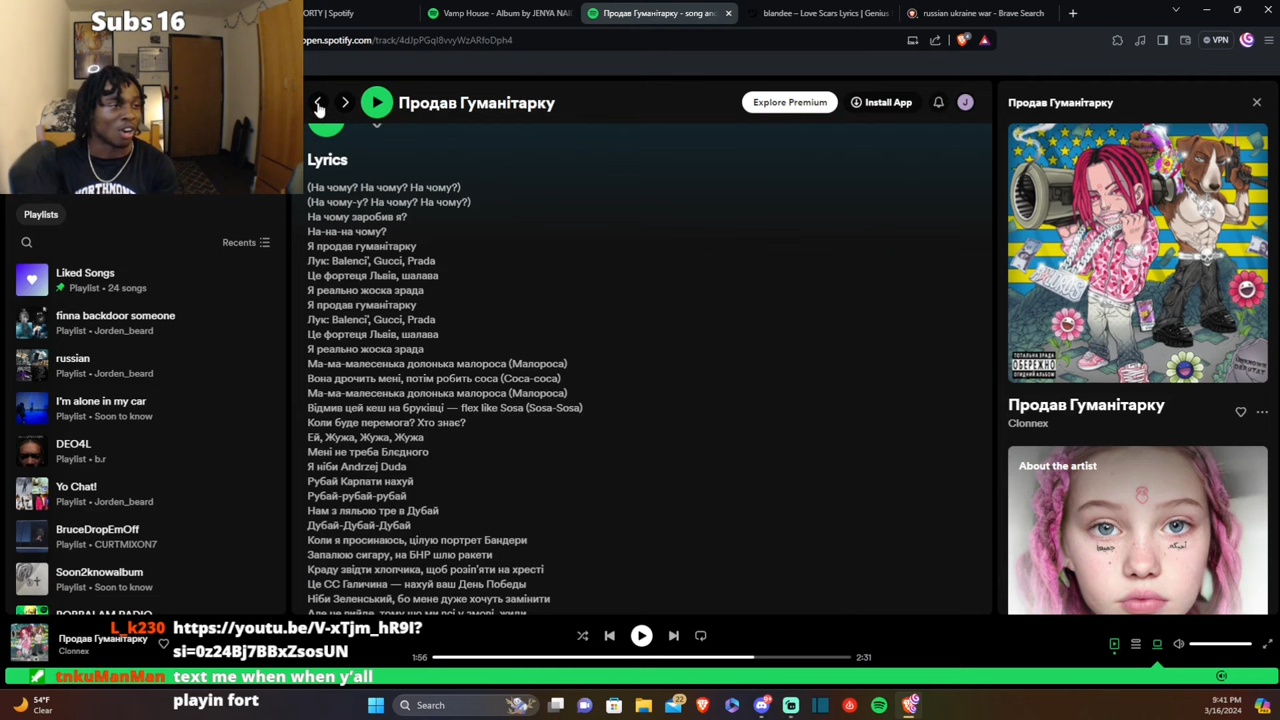 Subs 16
ORTY | Spotify
Vamp House - Album by JENYA NAI
Продав Гуманітарку - song and
blandee – Love Scars Lyrics | Genius
russian ukraine war - Brave Search
open.spotify.com/track/4dJpPGql8vvyWzARfoDph4
VPN
Продав Гуманітарку
Explore Premium
Install App
J
Lyrics
(На чому? На чому? На чому?)
(На чому-у? На чому? На чому?)
На чому заробив я?
На-на-на чому?
Я продав гуманітарку
Лук: Balenci', Gucci, Prada
Це фортеця Львів, шалава
Я реально жоска зрада
Я продав гуманітарку
Лук: Balenci', Gucci, Prada
Це фортеця Львів, шалава
Я реально жоска зрада
Ма-ма-малесенька долонька малороса (Малороса)
Вона дрочить мені, потім робить соса (Соса-соса)
Ма-ма-малесенька долонька малороса (Малороса)
Відмив цей кеш на бруківці — flex like Sosa (Sosa-Sosa)
Коли буде перемога? Хто знає?
Ей, Жужа, Жужа, Жужа
Мені не треба Блєдного
Я ніби Andrzej Duda
Рубай Карпати нахуй
Рубай-рубай-рубай
Нам з ляльою тре в Дубай
Дубай-Дубай-Дубай
Коли я просинаюсь, цілую портрет Бандери
Запалюю сигару, на БНР шлю ракети
Краду звідти хлопчика, щоб розіп'яти на хресті
Це СС Галичина — нахуй ваш День Победы
Ніби Зеленський, бо мене дуже хочуть замінити
Playlists
Recents
Liked Songs
Playlist • 24 songs
finna backdoor someone
Playlist • Jorden_beard
russian
Playlist • Jorden_beard
I'm alone in my car
Playlist • Soon to know
DEO4L
Playlist • b.r
Yo Chat!
Playlist • Jorden_beard
BruceDropEmOff
Playlist • CURTMIXON7
Soon2knowalbum
Playlist • Soon to know
Продав Гуманітарку
ТОТАЛЬНА ЗРАДА
ОБЕРЕЖНО
Продав Гуманітарку
Clonnex
About the artist
Продав Гуманітарку
Clonnex
1:56
2:31
L_k230 https://youtu.be/V-xTjm_hR9I?
si=0z24Bj7BBxZsosUN
tnkuManMan text me when when y'all
playin fort
54°F
Clear
Search
22
9:41 PM
3/16/2024